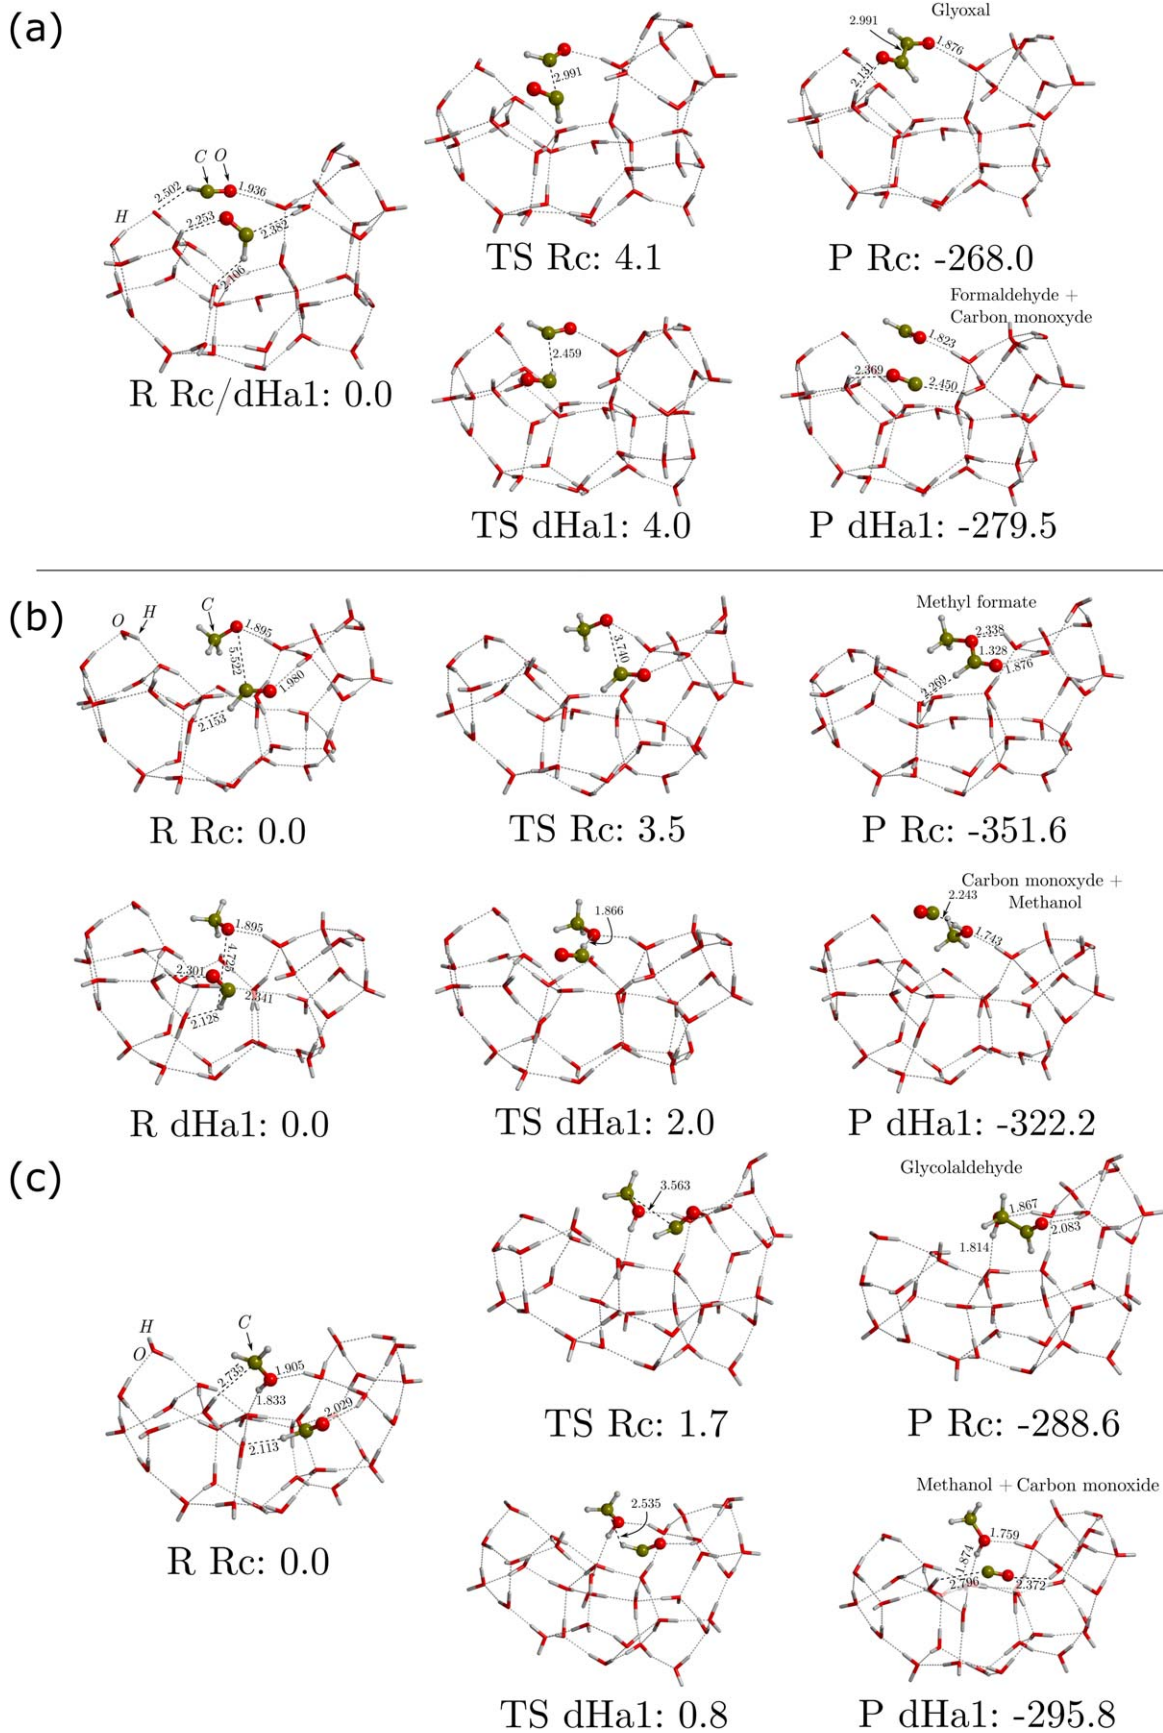 (a)
Glyoxal
2.991
1.876
2.131
2.991
C O
2.502
1.936
H
2.253
2.382
2.106
TS Rc: 4.1
P Rc: -268.0
Formaldehyde +
Carbon monoxyde
2.459
1.823
2.369
2.450
R Rc/dHa1: 0.0
TS dHa1: 4.0
P dHa1: -279.5
(b)
O H C
1.895
5.522
1.980
2.153
3.740
Methyl formate
2.338
1.328
1.876
2.269
R Rc: 0.0
TS Rc: 3.5
P Rc: -351.6
1.895
4.725
2.301
2.341
2.128
1.866
Carbon monoxyde +
Methanol
2.243
1.743
R dHa1: 0.0
TS dHa1: 2.0
P dHa1: -322.2
(c)
3.563
Glycolaldehyde
1.867
2.083
1.814
H
O
C
2.735
1.905
1.833
2.029
2.113
TS Rc: 1.7
P Rc: -288.6
R Rc: 0.0
2.535
Methanol + Carbon monoxide
1.759
1.874
2.796
2.372
TS dHa1: 0.8
P dHa1: -295.8